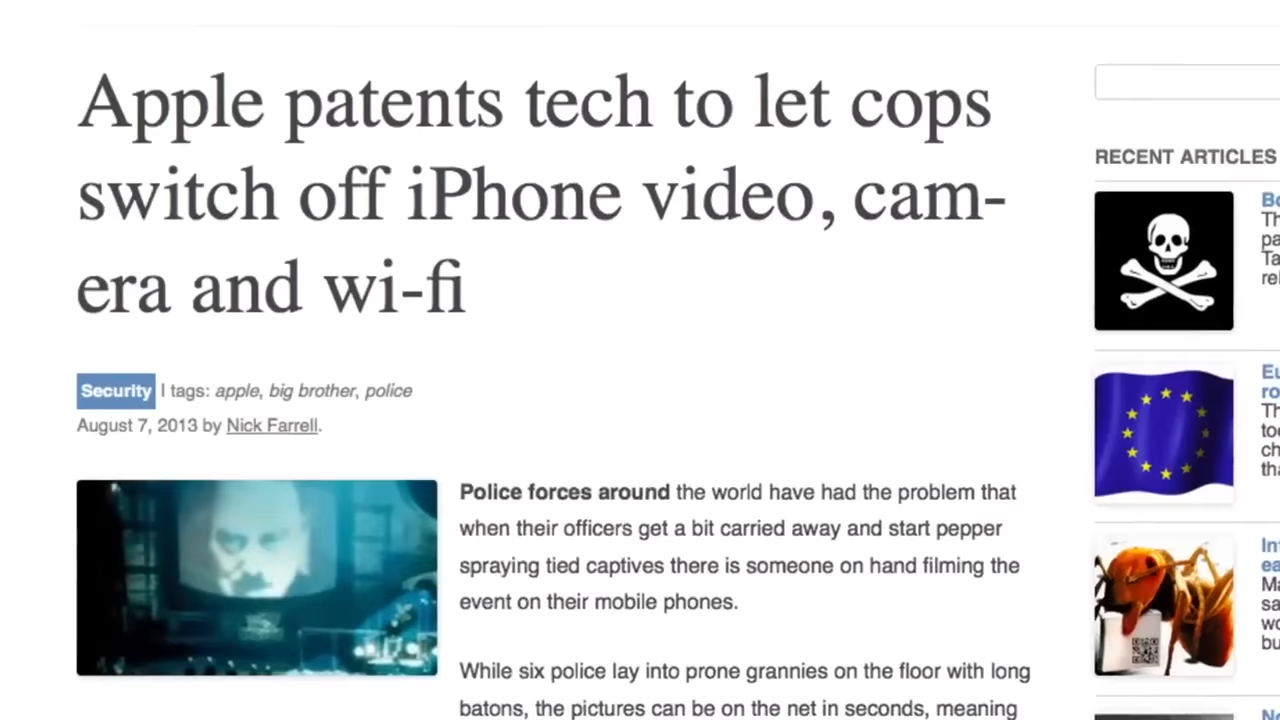 Apple patents tech to let cops
switch off iPhone video, cam-
era and wi-fi
Security | tags: apple, big brother, police
August 7, 2013 by Nick Farrell.
Police forces around the world have had the problem that
when their officers get a bit carried away and start pepper
spraying tied captives there is someone on hand filming the
event on their mobile phones.
While six police lay into prone grannies on the floor with long
batons, the pictures can be on the net in seconds, meaning
RECENT ARTICLES